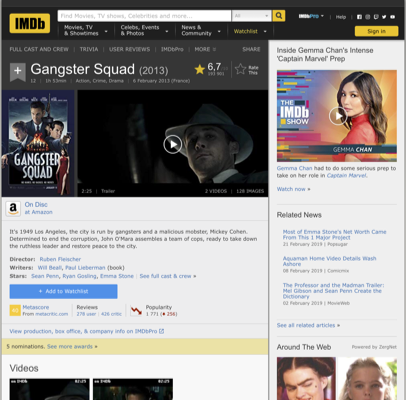 IMDb
Find Movies, TV shows, Celebrities and more...
All
IMDbPro
Help
Movies, TV
& Showtimes
Celebs, Events
& Photos
News &
Community
Watchlist
Sign in
FULL CAST AND CREW | TRIVIA | USER REVIEWS | IMDbPro | MORE
SHARE
Gangster Squad (2013)
12 | 1h 53min | Action, Crime, Drama | 6 February 2013 (France)
6,7
Rate
This
GANGSTER
SQUAD
2:25 | Trailer
2 VIDEOS | 126 IMAGES
On Disc
at Amazon
It's 1949 Los Angeles, the city is run by gangsters and a malicious mobster, Mickey Cohen.
Determined to end the corruption, John O'Mara assembles a team of cops, ready to take down
the ruthless leader and restore peace to the city.
Director: Ruben Fleischer
Writers: Will Beall, Paul Lieberman (book)
Stars: Sean Penn, Ryan Gosling, Emma Stone | See full cast & crew »
+ Add to Watchlist
Metascore
From metacritic.com
Reviews
278 user | 426 critic
Popularity
1 771 (256)
View production, box office, & company info on IMDbPro
5 nominations. See more awards »
Videos
Inside Gemma Chan's Intense
'Captain Marvel' Prep
THE
IMDb
SHOW
GEMMA CHAN
Gemma Chan had to do some serious prep to
take on her role in Captain Marvel.
Watch now »
Related News
Most of Emma Stone's Net Worth Came
From This 1 Major Project
21 February 2019 | Popsugar
Aquaman Home Video Details Wash
Ashore
08 February 2019 | Comicmix
The Professor and the Madman Trailer:
Mel Gibson and Sean Penn Create the
Dictionary
02 February 2019 | MovieWeb
See all related articles »
Around The Web
Powered by ZergNet